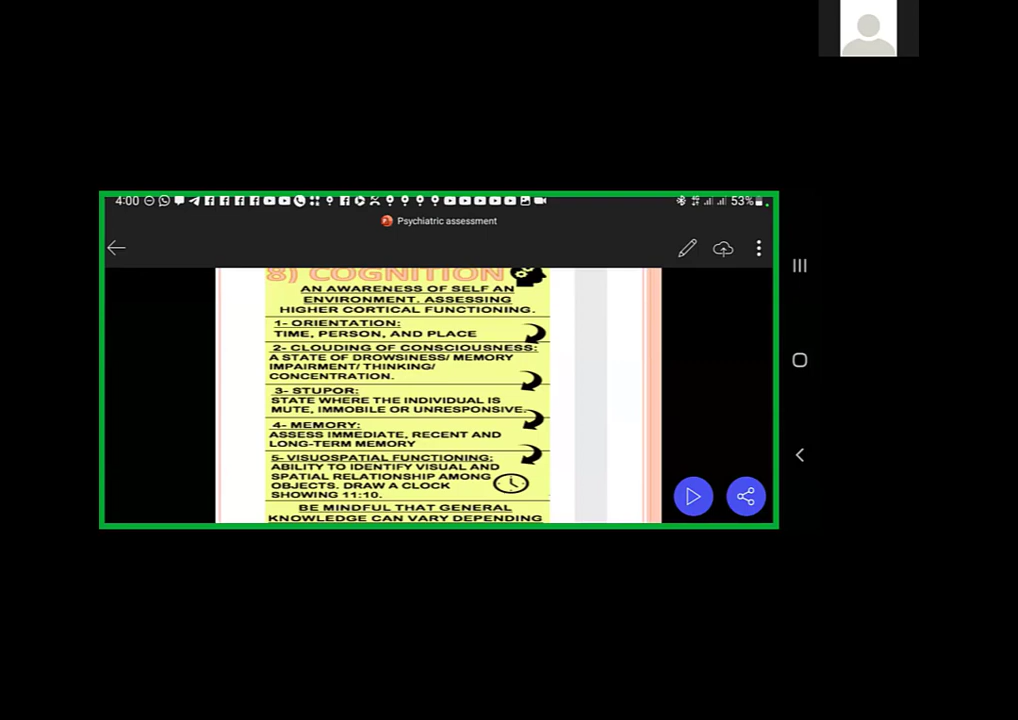 4:00
53%
Psychiatric assessment
8) COGNITION
AN AWARENESS OF SELF AN
ENVIRONMENT. ASSESSING
HIGHER CORTICAL FUNCTIONING.
1- ORIENTATION:
TIME, PERSON, AND PLACE
2- CLOUDING OF CONSCIOUSNESS:
A STATE OF DROWSINESS/ MEMORY
IMPAIRMENT/ THINKING/
CONCENTRATION.
3- STUPOR:
STATE WHERE THE INDIVIDUAL IS
MUTE, IMMOBILE OR UNRESPONSIVE.
4- MEMORY:
ASSESS IMMEDIATE, RECENT AND
LONG-TERM MEMORY
5- VISUOSPATIAL FUNCTIONING:
ABILITY TO IDENTIFY VISUAL AND
SPATIAL RELATIONSHIP AMONG
OBJECTS. DRAW A CLOCK
SHOWING 11:10.
BE MINDFUL THAT GENERAL
KNOWLEDGE CAN VARY DEPENDING